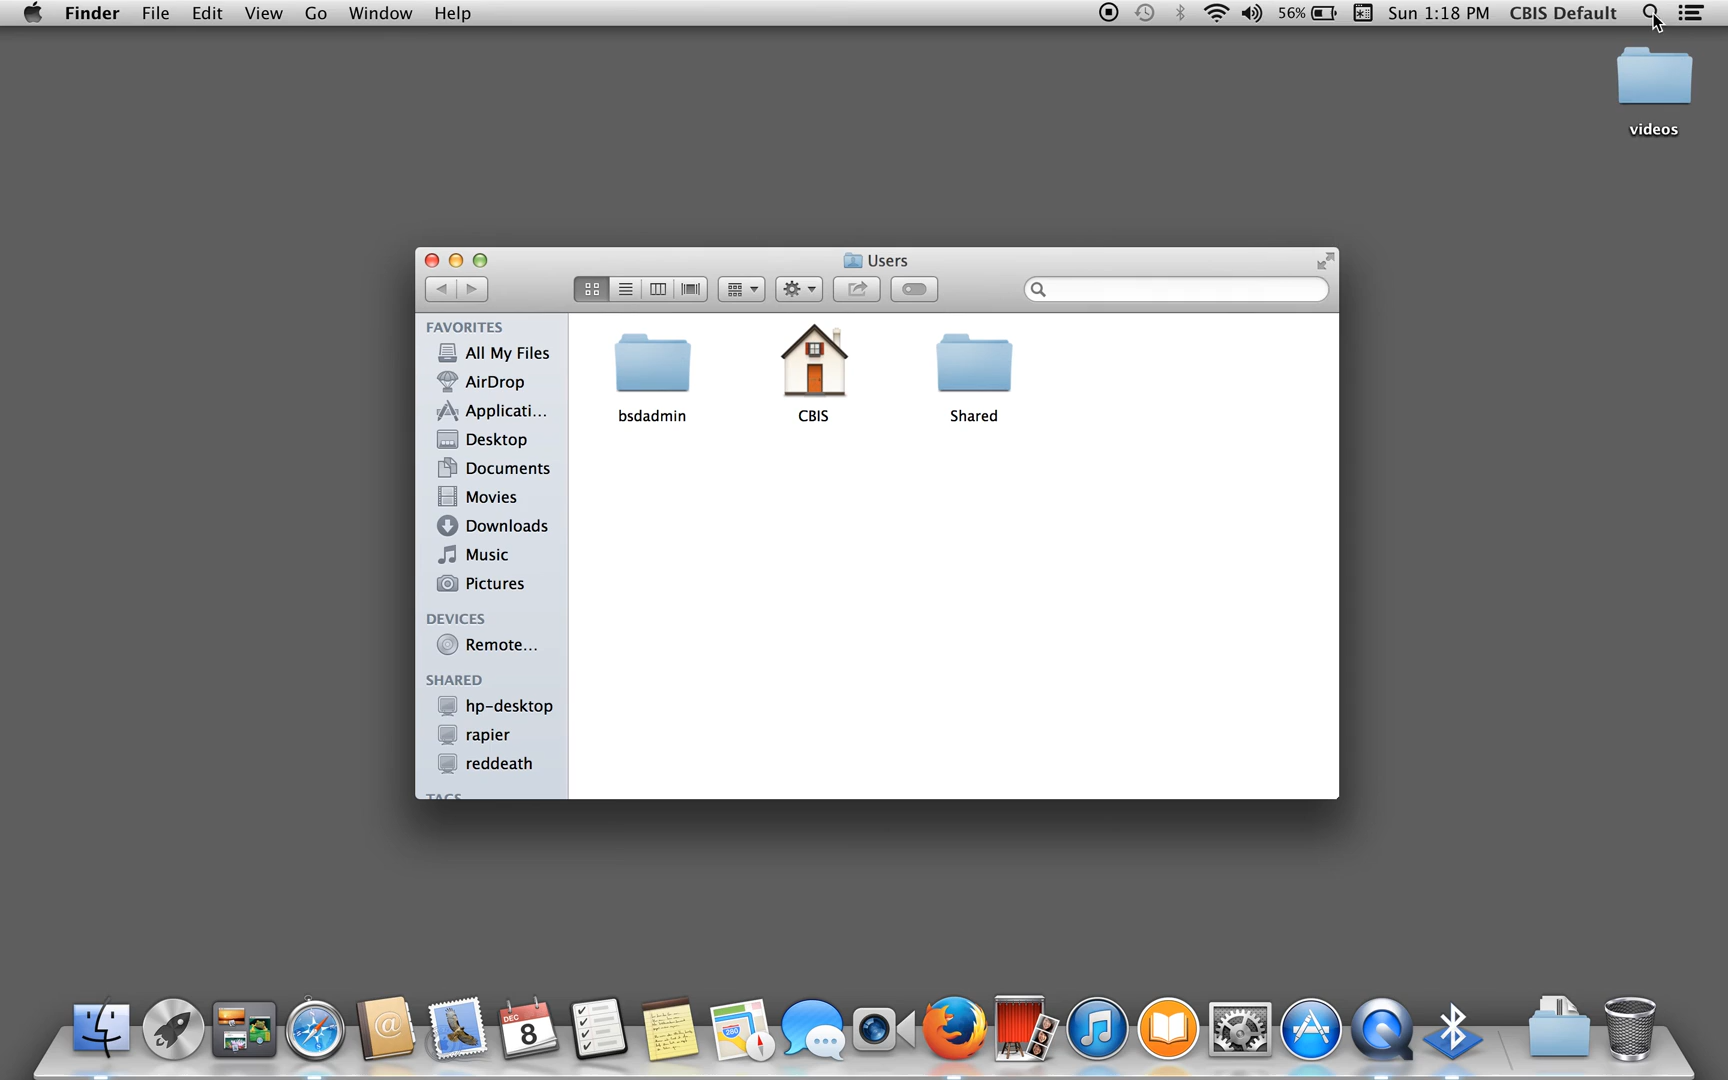 Finder File Edit View Go Window Help 56% Sun 1:18 PM CBIS Default
videos
Users
FAVORITES
All My Files
AirDrop
Applicati...
Desktop
Documents
Movies
Downloads
Music
Pictures
DEVICES
Remote...
SHARED
hp-desktop
rapier
reddeath
TAGS
bsdadmin CBIS Shared
DEC
8
280